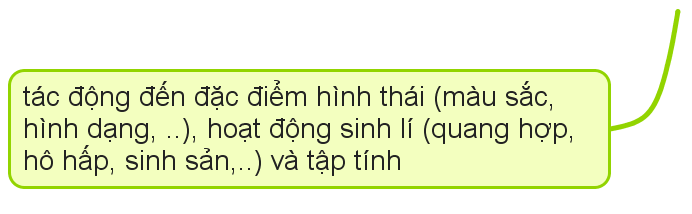 tác động đến đặc điểm hình thái (màu sắc,
hình dạng, ..), hoạt động sinh lí (quang hợp,
hô hấp, sinh sản,..) và tập tính